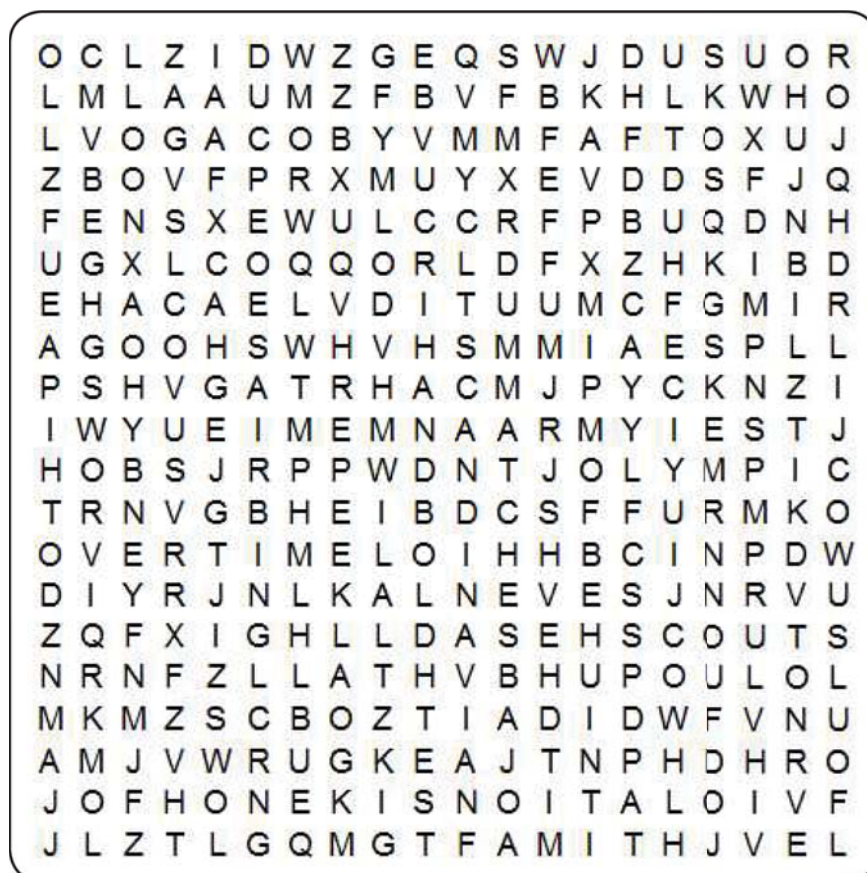 O C L Z I D W Z G E Q S W J D U S U O R
L M L A A U M Z F B V F B K H L K W H O
L V O G A C O B Y V M M F A F T O X U J
Z B O V F P R X M U Y X E V D D S F J Q
F E N S X E W U L C C R F P B U Q D N H
U G X L C O Q Q O R L D F X Z H K I B D
E H A C A E L V D I T U U M C F G M I R
A G O O H S W H V H S M M I A E S P L L
P S H V G A T R H A C M J P Y C K N Z I
I W Y U E I M E M N A A R M Y I E S T J
H O B S J R P P W D N T J O L Y M P I C
T R N V G B H E I B D C S F F U R M K O
O V E R T I M E L O I H H B C I N P D W
D I Y R J N L K A L N E V E S J N R V U
Z Q F X I G H L L D A S E H S C O U T S
N R N F Z L L A T H V B H U P O U L O L
M K M Z S C B O Z T I A D I D W F V N U
A M J V W R U G K E A J T N P H D H R O
J O F H O N E K I S N O I T A L O I V F
J L Z T L G Q M G T F A M I T H J V E L